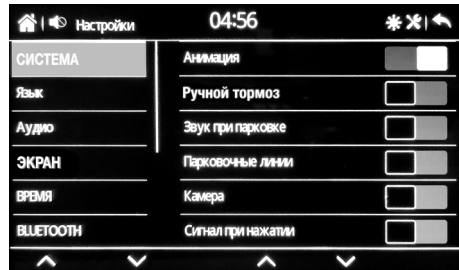 Настройки
04:56
СИСТЕМА
Анимация
Язык
Ручной тормоз
Аудио
Звук при парковке
ЭКРАН
Парковочные линии
ВРЕМЯ
Камера
BLUETOOTH
Сигнал при нажатии